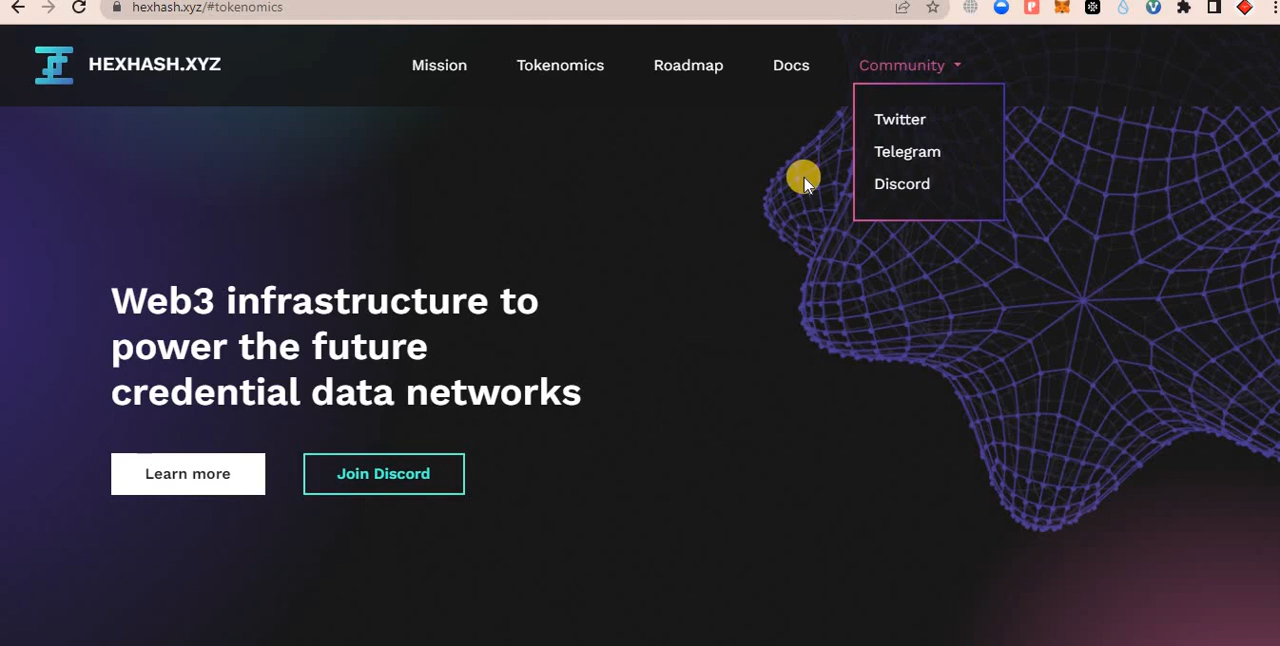 hexhash.xyz/#tokenomics
HEXHASH.XYZ
Mission
Tokenomics
Roadmap
Docs
Community
Twitter
Telegram
Discord
Web3 infrastructure to
power the future
credential data networks
Learn more
Join Discord